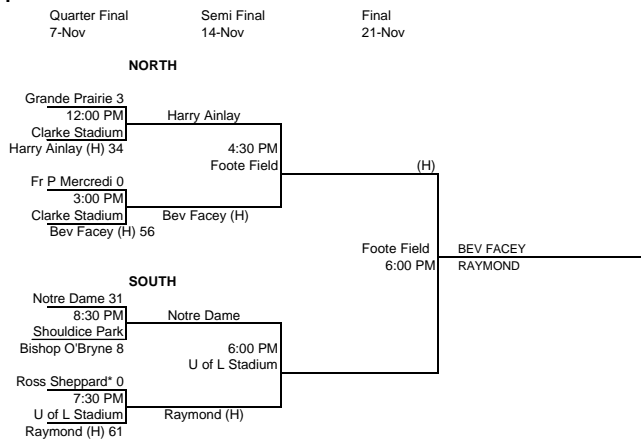 Quarter Final Semi Final Final
7-Nov 14-Nov 21-Nov
NORTH
Grande Prairie 3
12:00 PM Harry Ainlay
Clarke Stadium
Harry Ainlay (H) 34 4:30 PM
Foote Field (H)
Fr P Mercredi 0
3:00 PM
Clarke Stadium Bev Facey (H)
Bev Facey (H) 56
Foote Field BEV FACEY
6:00 PM RAYMOND
SOUTH
Notre Dame 31
8:30 PM Notre Dame
Shouldice Park
Bishop O'Bryne 8 6:00 PM
U of L Stadium
Ross Sheppard* 0
7:30 PM
U of L Stadium Raymond (H)
Raymond (H) 61